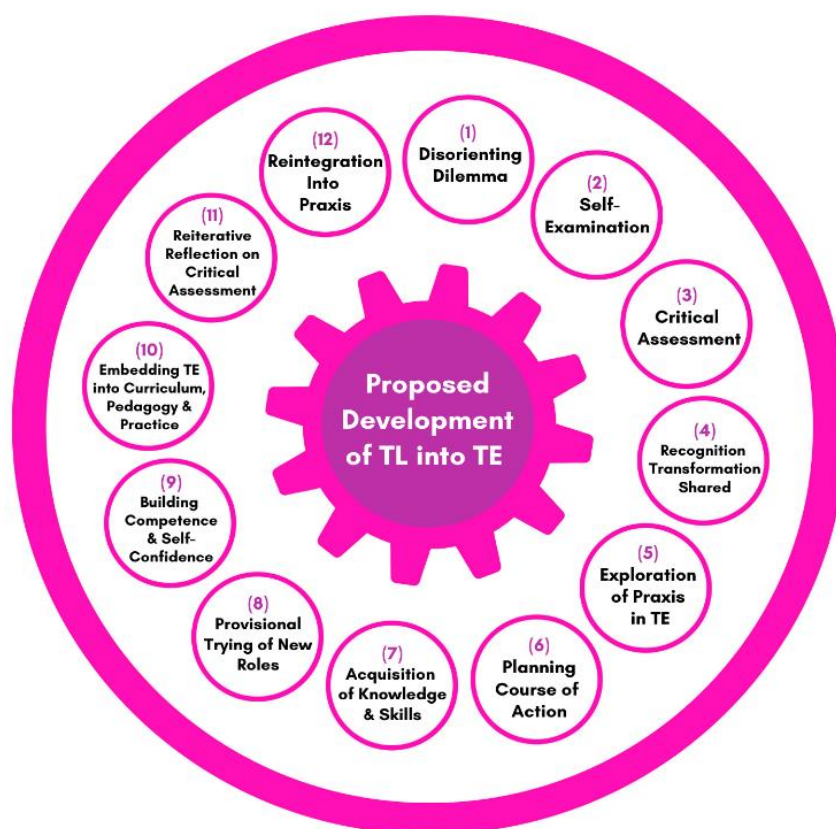 Proposed
Development
of TL into TE
(1)
Disorienting
Dilemma
(2)
Self-
Examination
(3)
Critical
Assessment
(4)
Recognition
Transformation
Shared
(5)
Exploration
of Praxis
in TE
(6)
Planning
Course of
Action
(7)
Acquisition
of Knowledge
& Skills
(8)
Provisional
Trying of New
Roles
(9)
Building
Competence
& Self-
Confidence
(10)
Embedding TE
into Curriculum,
Pedagogy &
Practice
(11)
Reiterative
Reflection on
Critical
Assessment
(12)
Reintegration
Into
Praxis